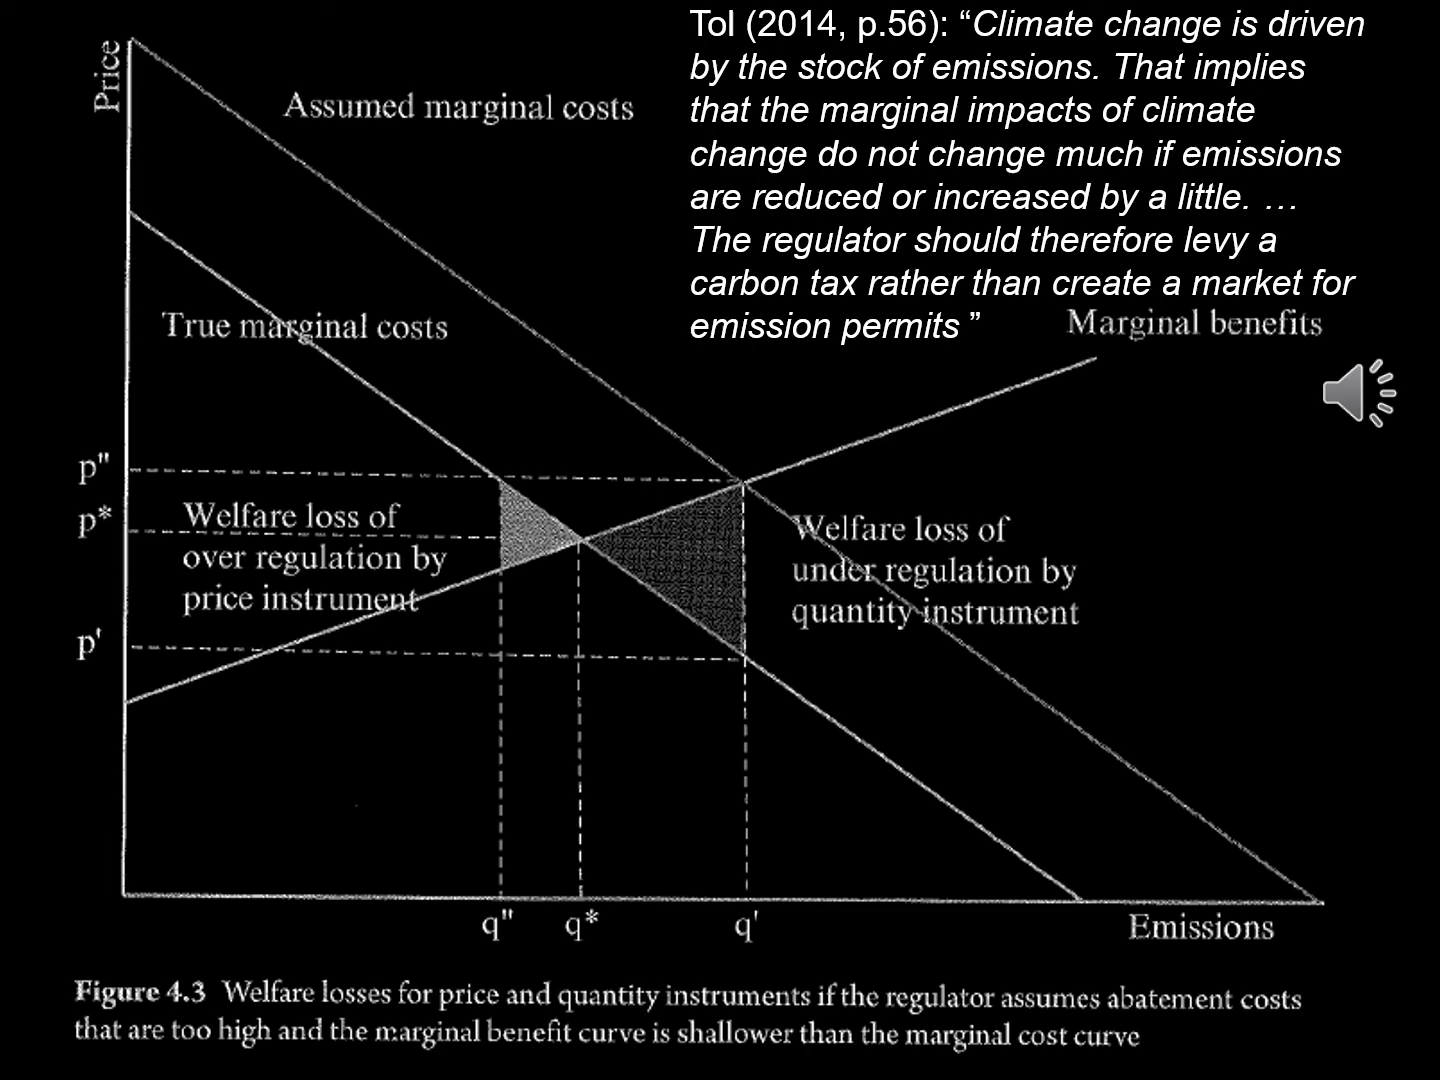 Tol (2014, p.56): “Climate change is driven
by the stock of emissions. That implies
that the marginal impacts of climate
change do not change much if emissions
are reduced or increased by a little. …
The regulator should therefore levy a
carbon tax rather than create a market for
emission permits ”
Price
Assumed marginal costs
True marginal costs
Marginal benefits
p"
p*
p'
Welfare loss of
over regulation by
price instrument
Welfare loss of
under regulation by
quantity instrument
q"
q*
q'
Emissions
Figure 4.3 Welfare losses for price and quantity instruments if the regulator assumes abatement costs
that are too high and the marginal benefit curve is shallower than the marginal cost curve